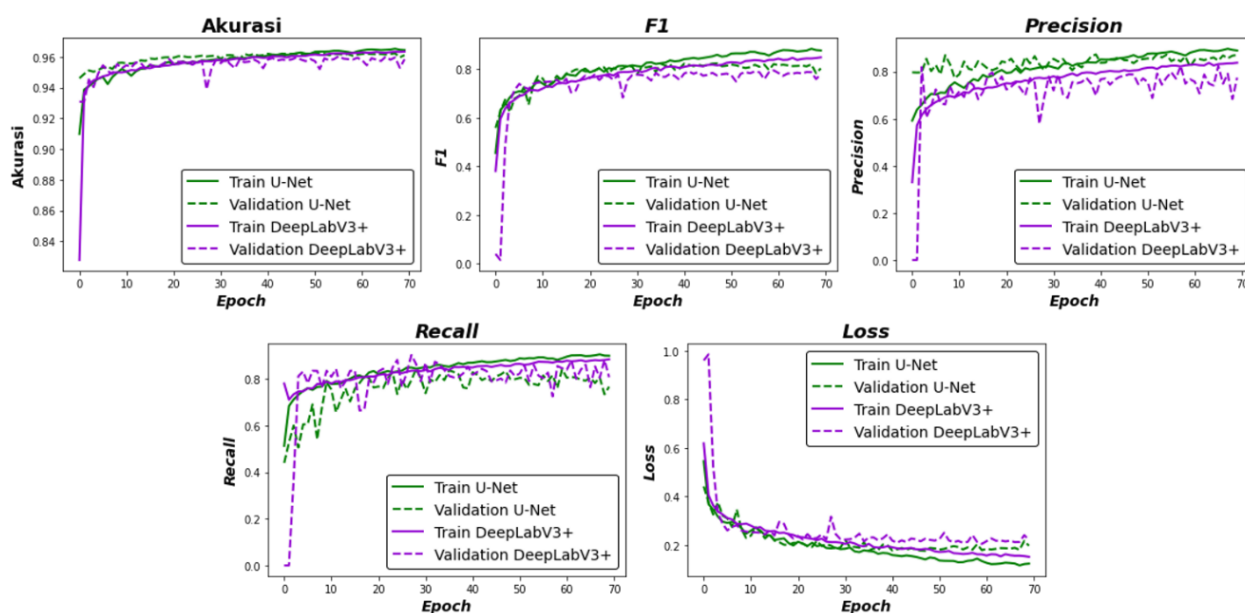 Akurasi
Akurasi
0.96
0.94
0.92
0.90
0.88
0.86
0.84
Train U-Net
Validation U-Net
Train DeepLabV3+
Validation DeepLabV3+
0 10 20 30 40 50 60 70
Epoch
F1
F1
0.8
0.6
0.4
0.2
0.0
Train U-Net
Validation U-Net
Train DeepLabV3+
Validation DeepLabV3+
0 10 20 30 40 50 60 70
Epoch
Precision
Precision
0.8
0.6
0.4
0.2
0.0
Train U-Net
Validation U-Net
Train DeepLabV3+
Validation DeepLabV3+
0 10 20 30 40 50 60 70
Epoch
Recall
Recall
0.8
0.6
0.4
0.2
0.0
Train U-Net
Validation U-Net
Train DeepLabV3+
Validation DeepLabV3+
0 10 20 30 40 50 60 70
Epoch
Loss
Loss
1.0
0.8
0.6
0.4
0.2
Train U-Net
Validation U-Net
Train DeepLabV3+
Validation DeepLabV3+
0 10 20 30 40 50 60 70
Epoch